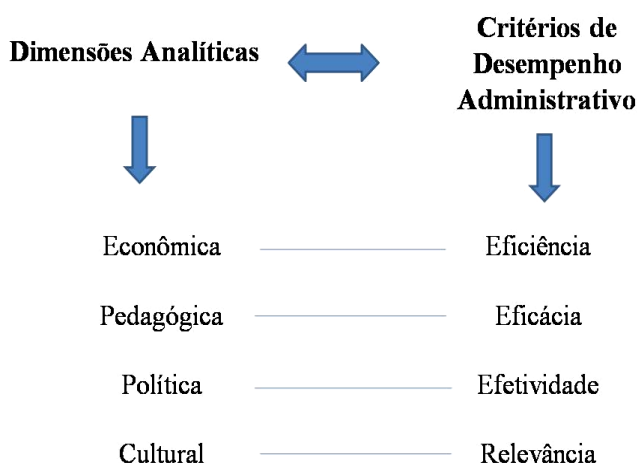 Dimensões Analíticas
Critérios de
Desempenho
Administrativo
Econômica
Eficiência
Pedagógica
Eficácia
Política
Efetividade
Cultural
Relevância